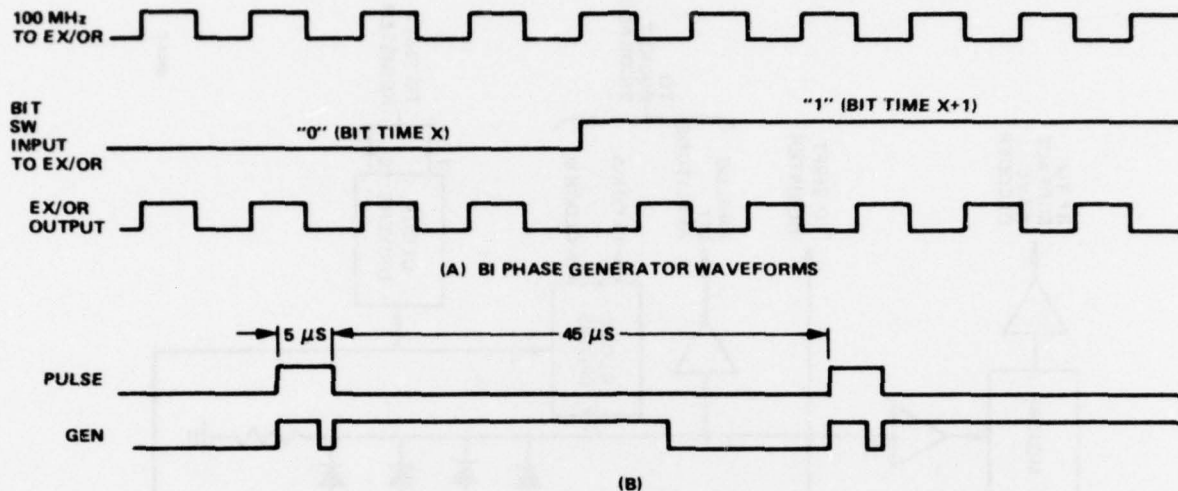 100 MHz
TO EX/OR
BIT
SW
INPUT
TO EX/OR
"0" (BIT TIME X)
"1" (BIT TIME X+1)
EX/OR
OUTPUT
(A) BI PHASE GENERATOR WAVEFORMS
5 μS
45 μS
PULSE
GEN
(B)